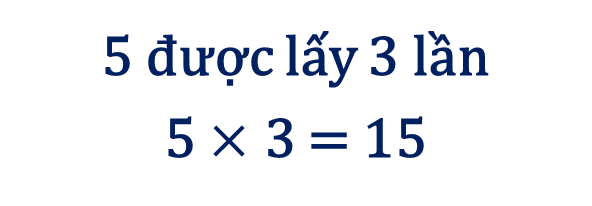 5 được lấy 3 lần
5 × 3 = 15